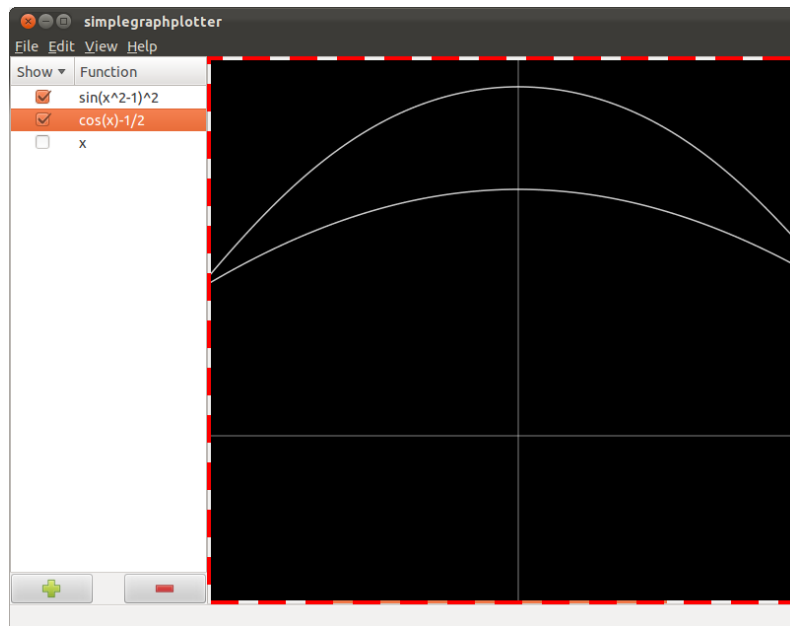 simplegraphplotter
File Edit View Help
Show Function
sin(x^2-1)^2
cos(x)-1/2
x